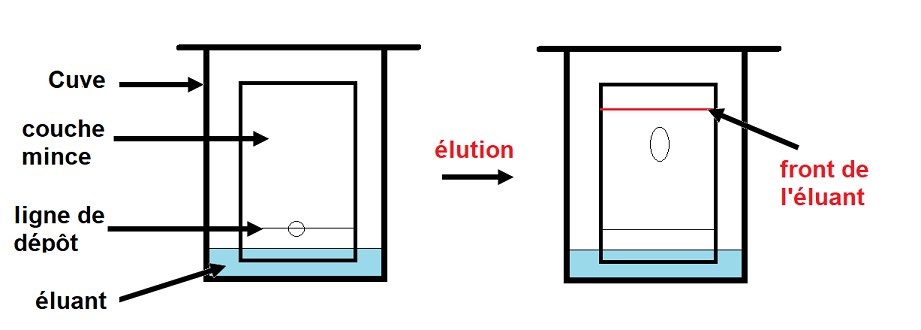 Cuve
couche
mince
ligne de
dépôt
éluant
élution
front de
l'éluant